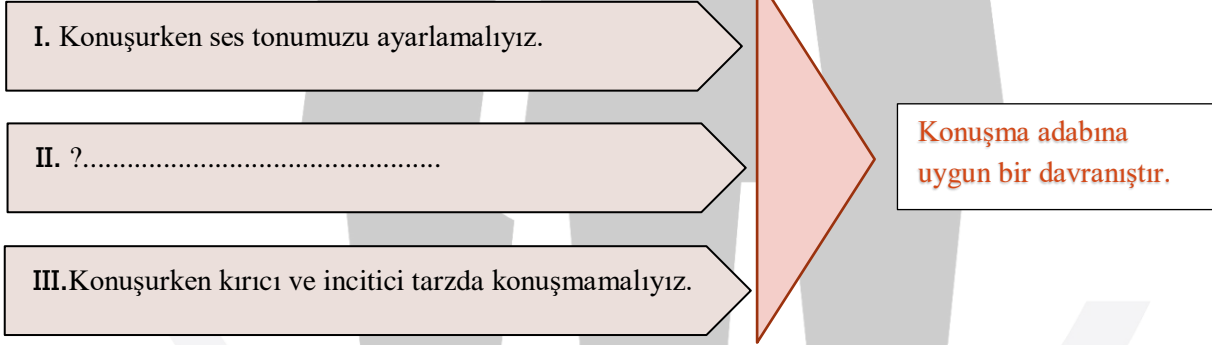 I. Konuşurken ses tonumuzu ayarlamalıyız.
II. ?.............................................
III.Konuşurken kırıcı ve incitici tarzda konuşmamalıyız.
Konuşma adabına
uygun bir davranıştır.